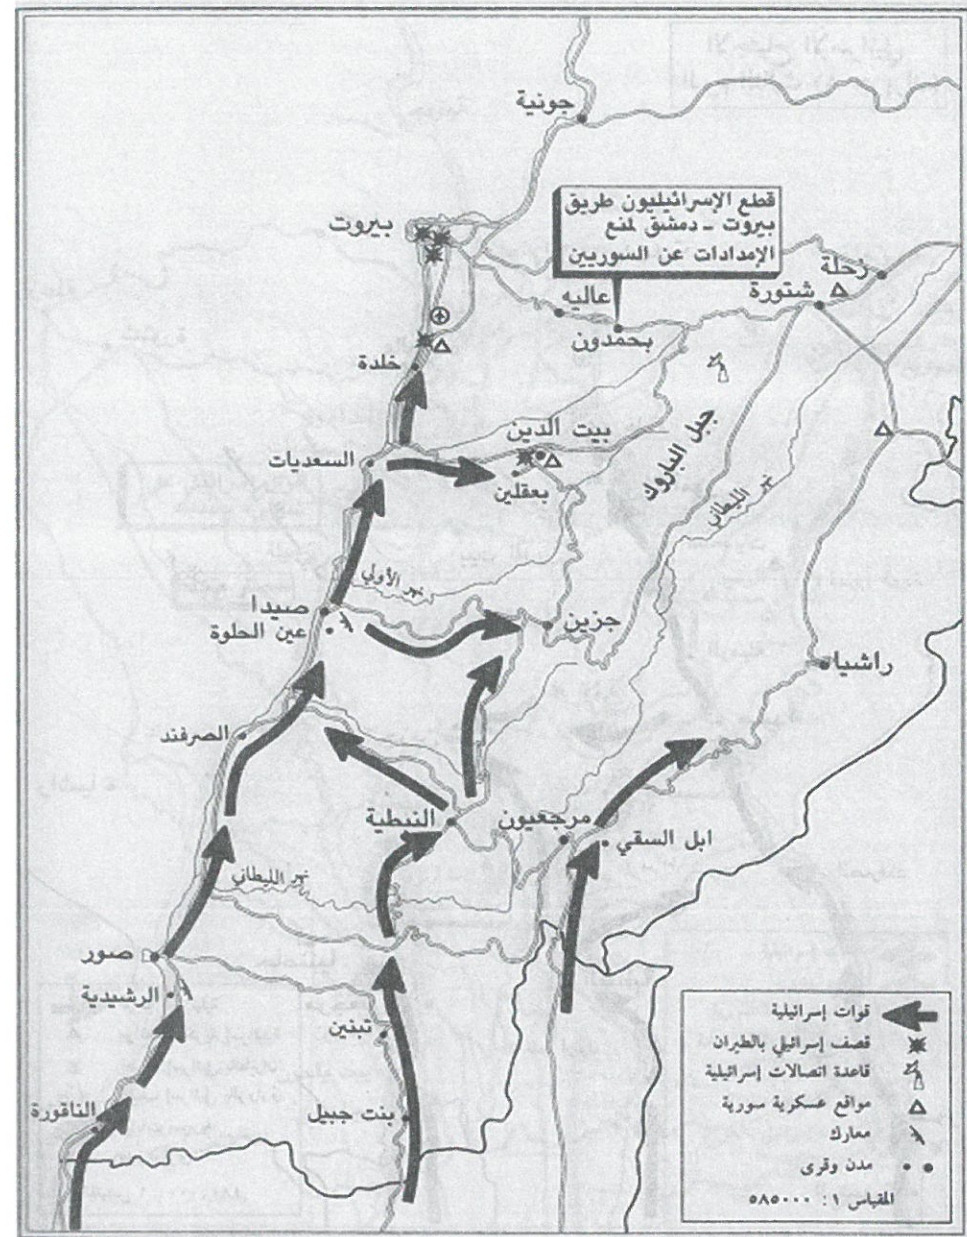 جونية
بيروت
قطع الإسرائيليون طريق
بيروت – دمشق لمنع
الإمدادات عن السوريين
زحلة
شتورة
عاليه
بحمدون
خلدة
جبل الباروك
بيت الدين
السعديات
بعقلين
نهر الليطاني
نهر الأولي
صيدا
عين الحلوة
جزين
راشيا
الصرفند
النبطية
مرجعيون
ابل السقي
نهر الليطاني
صور
الرشيدية
تبنين
الناقورة
بنت جبيل
قوات إسرائيلية
قصف إسرائيلي بالطيران
قاعدة اتصالات إسرائيلية
مواقع عسكرية سورية
معارك
مدن وقرى
المقياس ١ : ٥٨٥٠٠٠